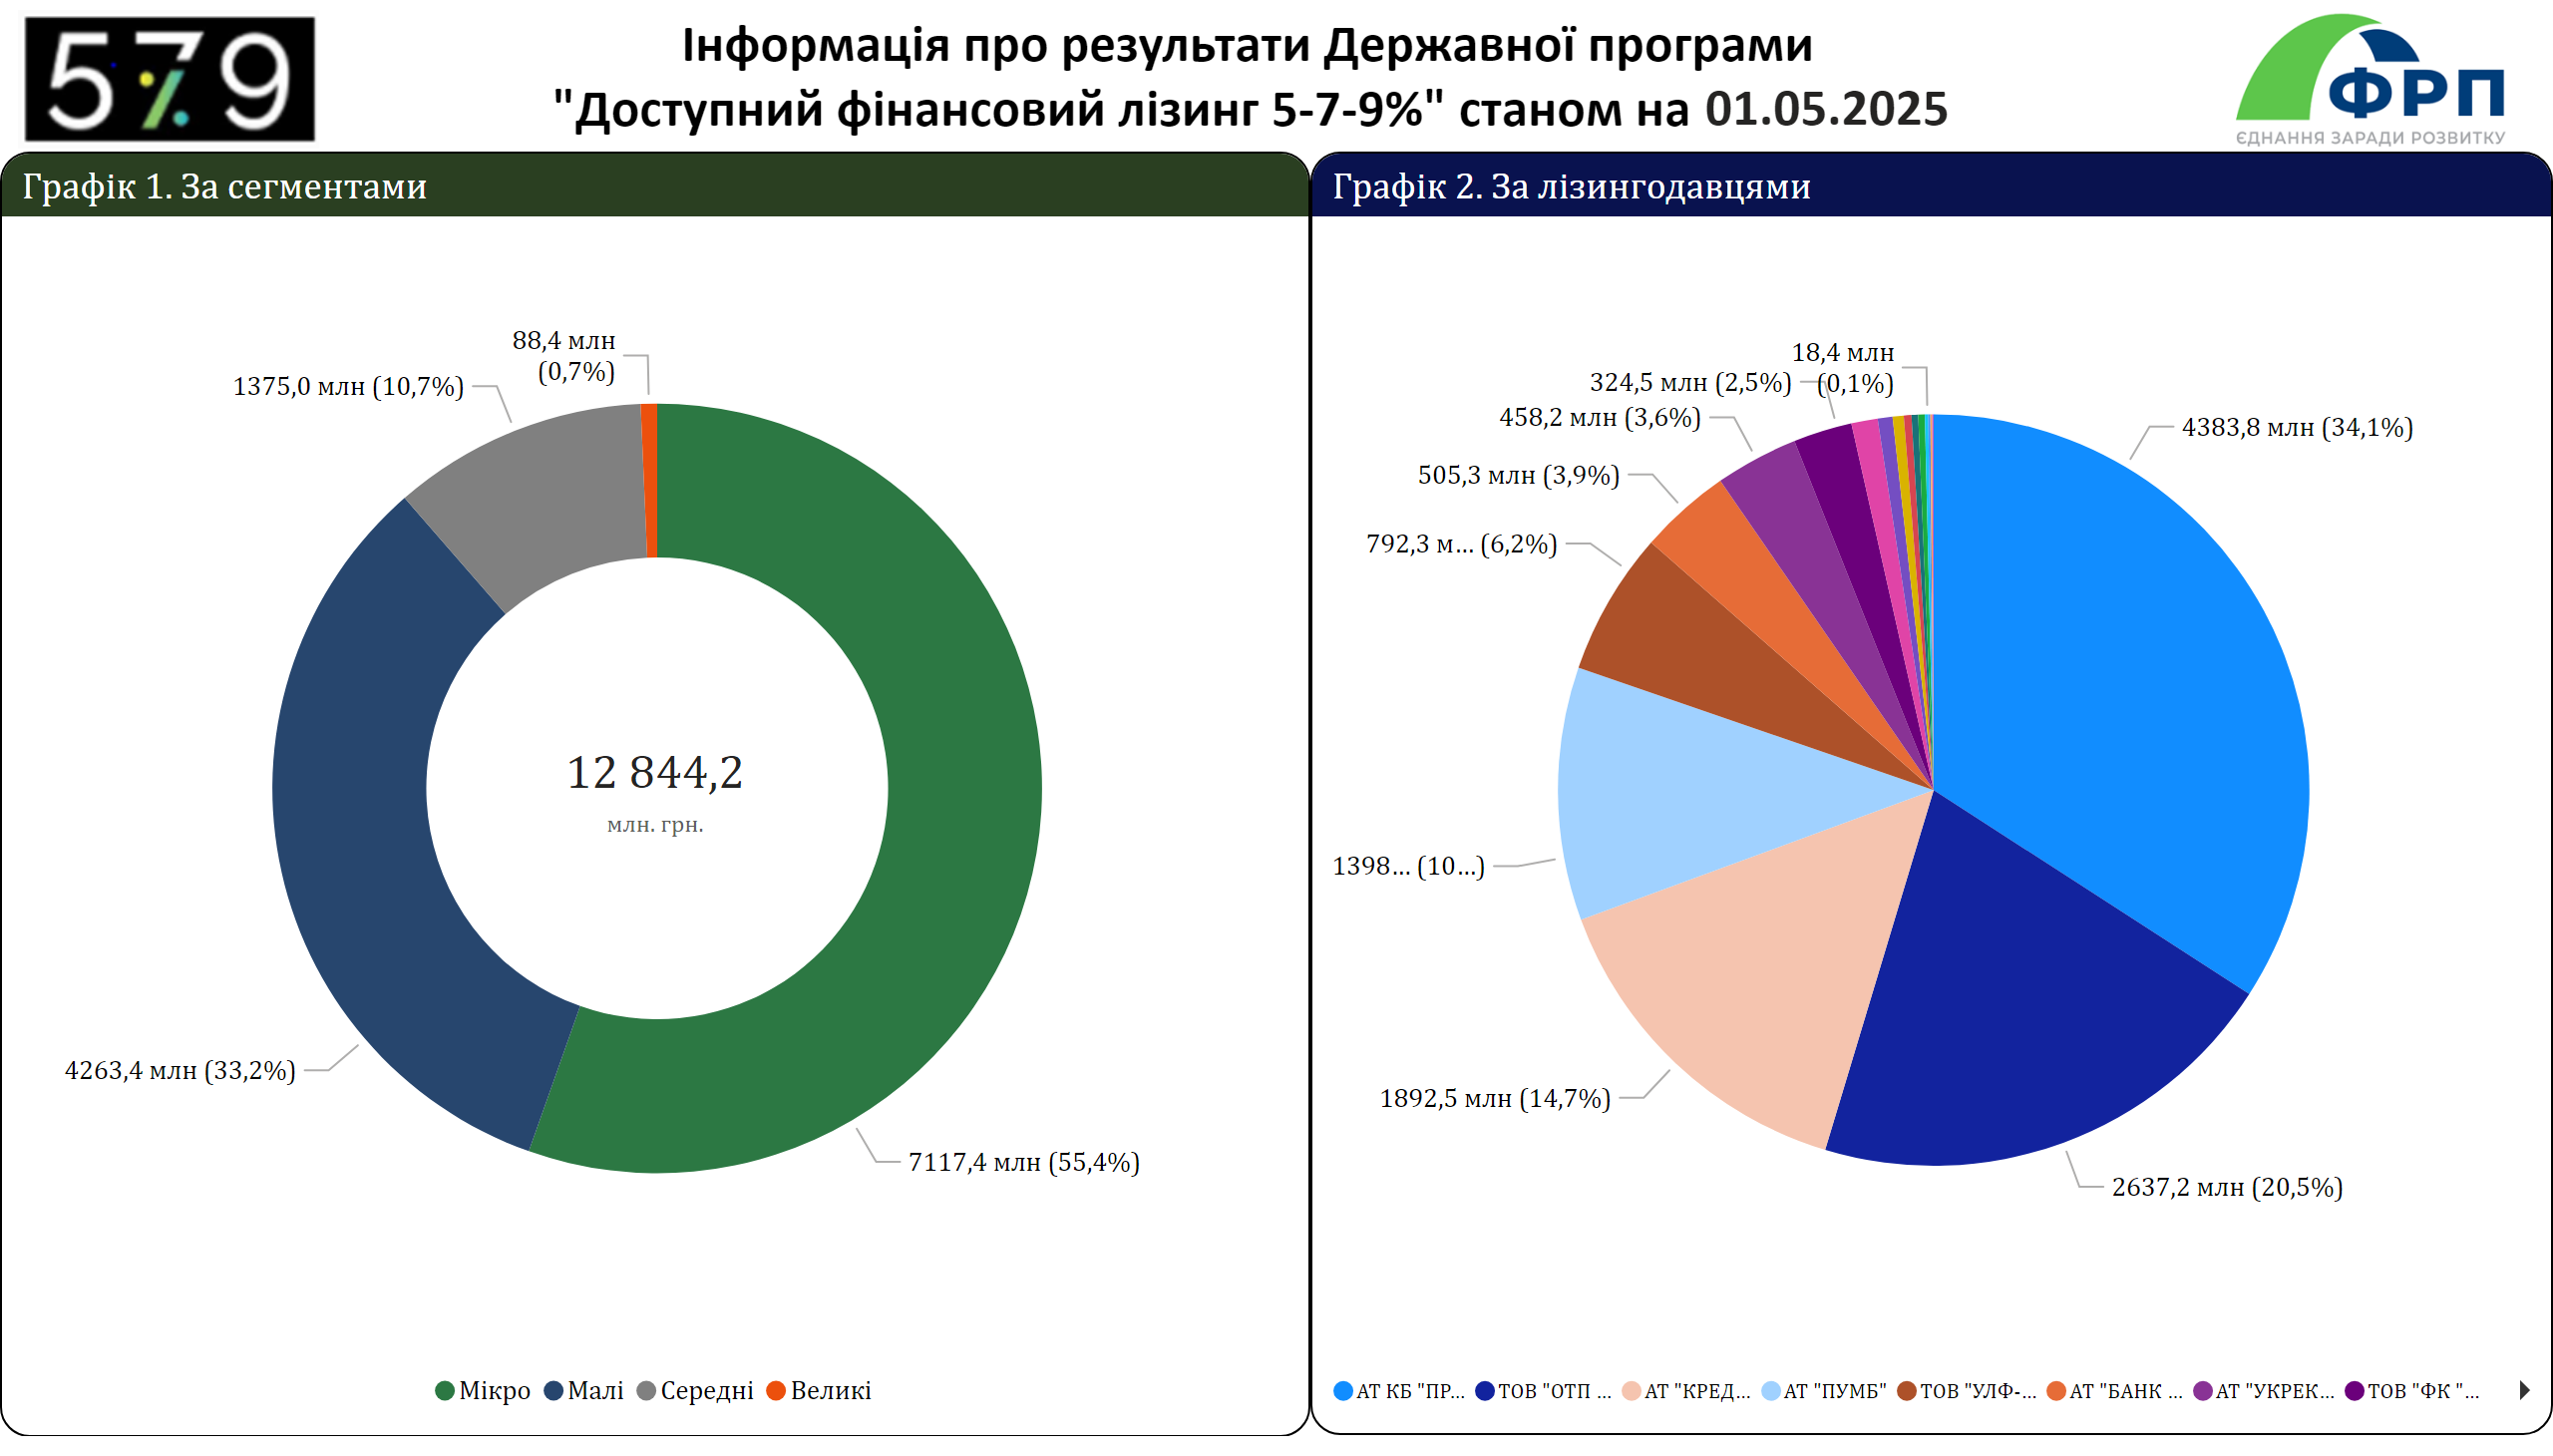 579
Інформація про результати Державної програми
"Доступний фінансовий лізинг 5-7-9%" станом на 01.05.2025
ФРП
ЄДНАННЯ ЗАРАДИ РОЗВИТКУ
Графік 1. За сегментами
88,4 млн
(0,7%)
1375,0 млн (10,7%)
12 844,2
млн. грн.
4263,4 млн (33,2%)
7117,4 млн (55,4%)
Мікро Малі Середні Великі
Графік 2. За лізингодавцями
18,4 млн
(0,1%)
324,5 млн (2,5%)
458,2 млн (3,6%)
4383,8 млн (34,1%)
505,3 млн (3,9%)
792,3 м... (6,2%)
1398... (10...)
1892,5 млн (14,7%)
2637,2 млн (20,5%)
АТ КБ "ПР... ТОВ "ОТП ... АТ "КРЕД... АТ "ПУМБ" ТОВ "УЛФ-... АТ "БАНК ... АТ "УКРЕК... ТОВ "ФК "...